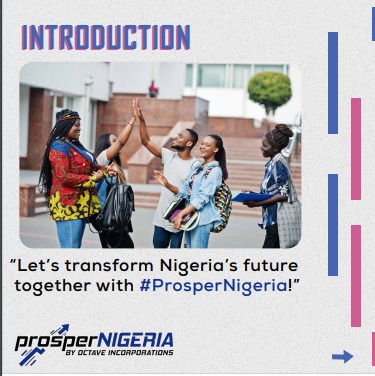 INTRODUCTION
“Let’s transform Nigeria’s future
together with #ProsperNigeria!”
prosperNIGERIA
BY OCTAVE INCORPORATIONS